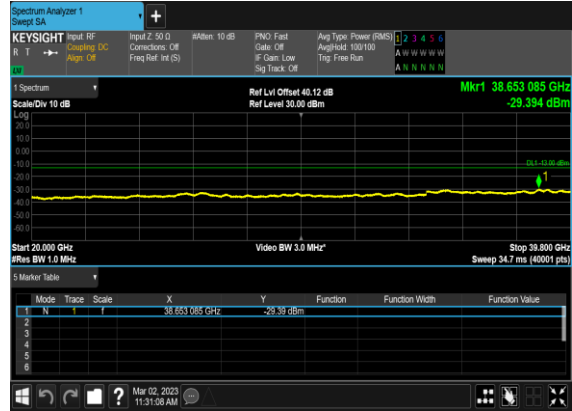 Spectrum Analyzer 1
Swept SA
KEYSIGHT Input: RF Input Z: 50 Ω #Atten: 10 dB PNO: Fast Avg Type: Power (RMS) 1 2 3 4 5 6
R T Coupling: DC Corrections: Off Gate: Off Avg|Hold: 100/100 A W W W W W
Align: Off Freq Ref: Int (S) IF Gain: Low Trig: Free Run
Sig Track: Off A N N N N N
1 Spectrum Ref Lvl Offset 40.12 dB Mkr1 38.653 085 GHz
Scale/Div 10 dB Ref Level 30.00 dBm -29.394 dBm
Log
20.0
10.0
0.00
-10.0 DL1 -13.00 dBm
-20.0 1
-30.0
-40.0
-50.0
-60.0
Start 20.000 GHz Video BW 3.0 MHz* Stop 39.800 GHz
#Res BW 1.0 MHz Sweep 34.7 ms (40001 pts)
5 Marker Table
Mode Trace Scale X Y Function Function Width Function Value
1 N 1 f 38.653 085 GHz -29.39 dBm
2
3
4
5
6
? Mar 02, 2023
11:31:08 AM